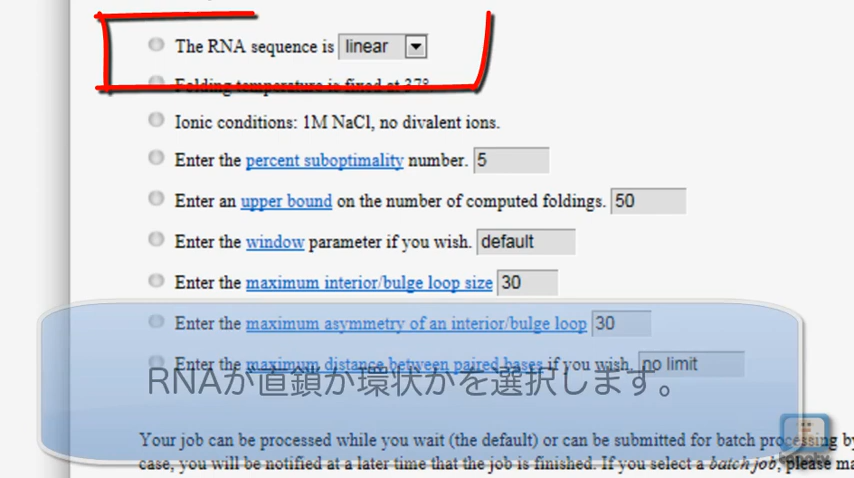 The RNA sequence is linear
Folding temperature is fixed at 37°
Ionic conditions: 1M NaCl, no divalent ions.
Enter the percent suboptimality number. 5
Enter an upper bound on the number of computed foldings. 50
Enter the window parameter if you wish. default
Enter the maximum interior/bulge loop size 30
Enter the maximum asymmetry of an interior/bulge loop 30
Enter the maximum distance between paired bases if you wish. no limit
RNAが直鎖か環状かを選択します。
Your job can be processed while you wait (the default) or can be submitted for batch processing by
case, you will be notified at a later time that the job is finished. If you select a batch job, please ma